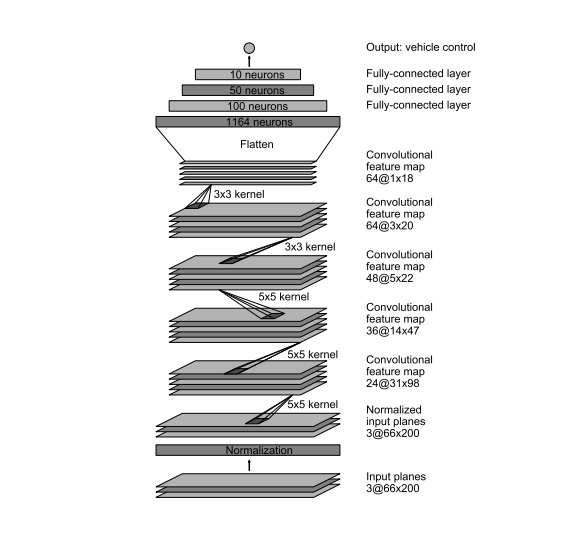 Output: vehicle control
10 neurons
Fully-connected layer
50 neurons
Fully-connected layer
100 neurons
Fully-connected layer
1164 neurons
Flatten
Convolutional
feature map
64@1x18
3x3 kernel
Convolutional
feature map
64@3x20
3x3 kernel
Convolutional
feature map
48@5x22
5x5 kernel
Convolutional
feature map
36@14x47
5x5 kernel
Convolutional
feature map
24@31x98
5x5 kernel
Normalized
input planes
3@66x200
Normalization
Input planes
3@66x200